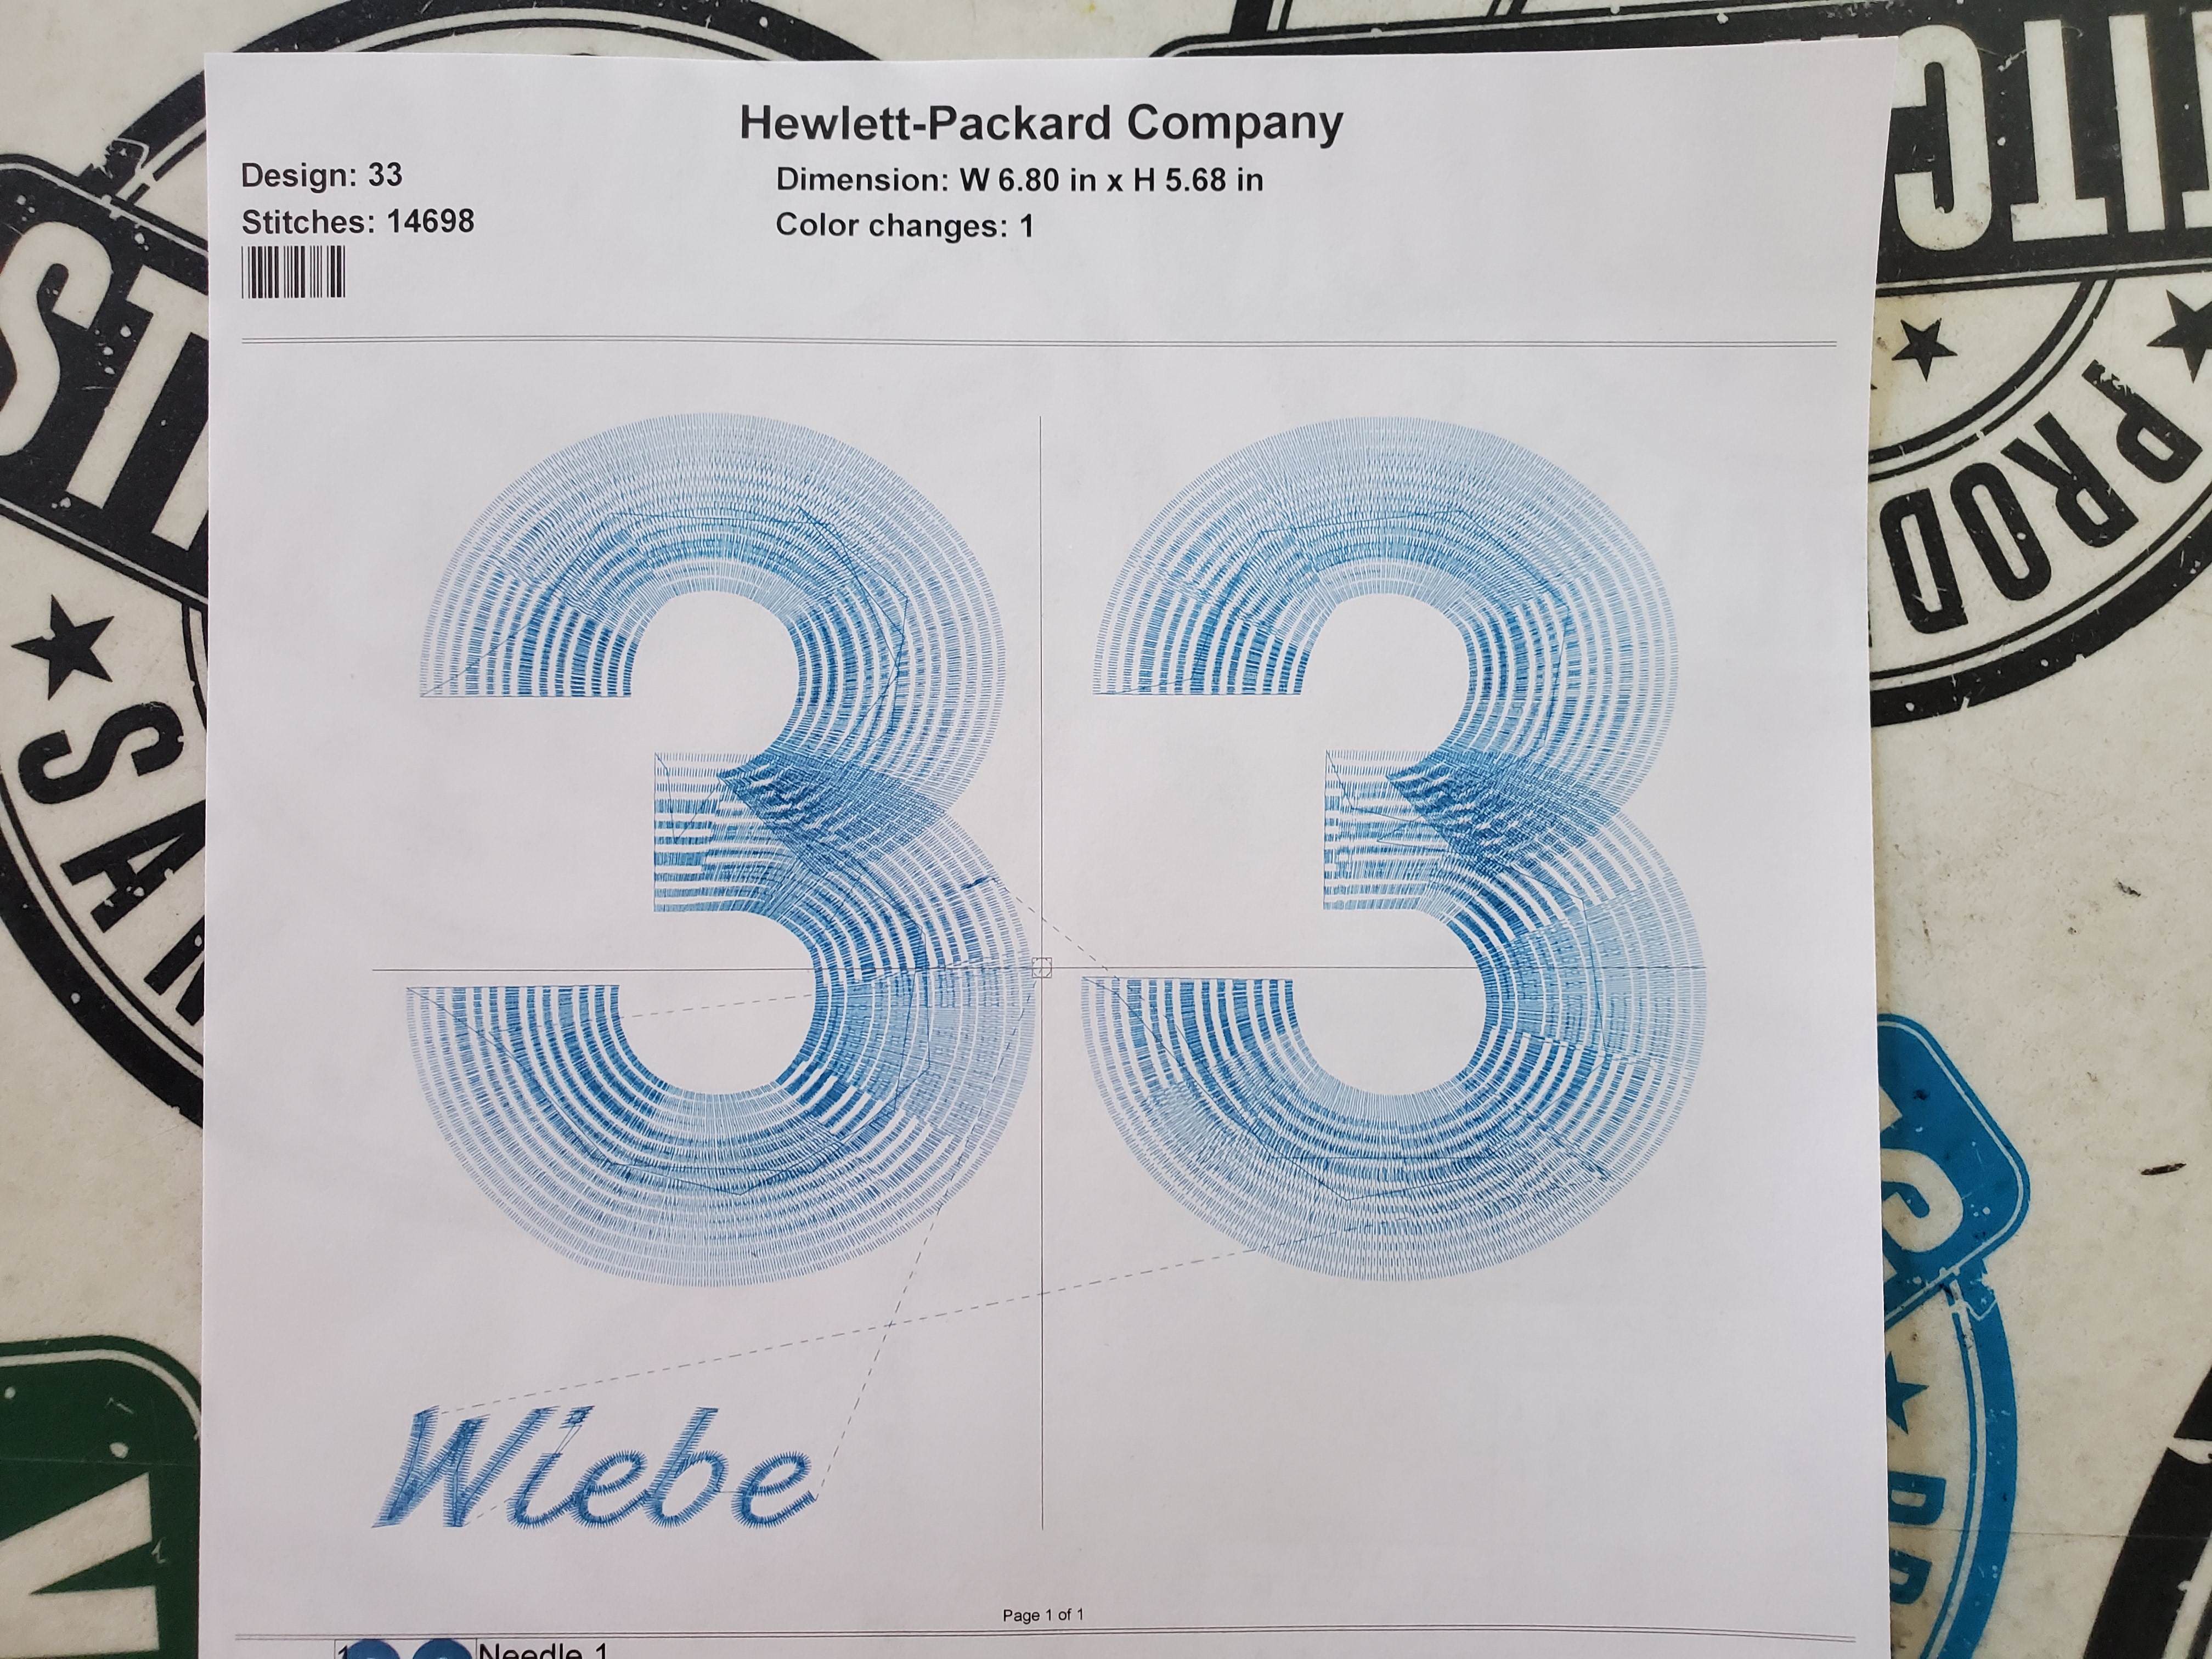 Hewlett-Packard Company
Design: 33
Dimension: W 6.80 in x H 5.68 in
Stitches: 14698
Color changes: 1
33
Wiebe
Page 1 of 1
1 Needle 1
PROD